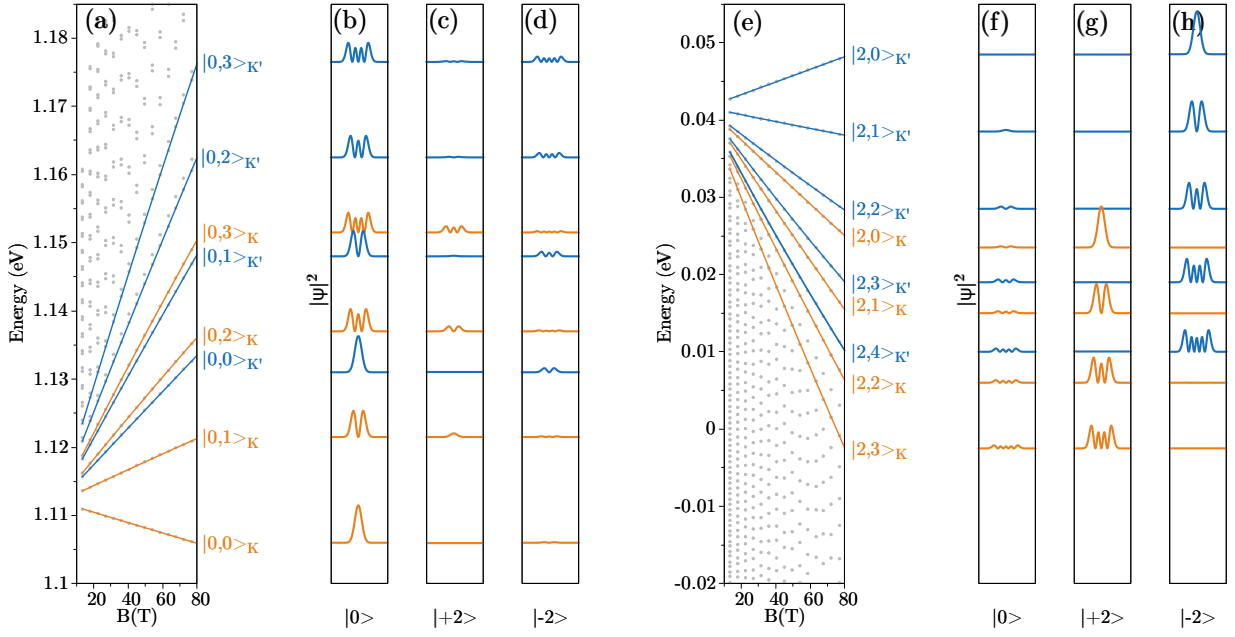 (a)
(b)
(c)
(d)
1.18
1.17
1.16
1.15
1.14
1.13
1.12
1.11
1.1
Energy (eV)
20 40 60 80
B(T)
|0,3>K'
|0,2>K'
|0,3>K
|0,1>K'
|0,2>K
|0,0>K'
|0,1>K
|0,0>K
|ψ|²
|0>
|+2>
|-2>
(e)
(f)
(g)
(h)
0.05
0.04
0.03
0.02
0.01
0
-0.01
-0.02
Energy (eV)
20 40 60 80
B(T)
|2,0>K'
|2,1>K'
|2,2>K'
|2,0>K
|2,3>K'
|2,1>K
|2,4>K'
|2,2>K
|2,3>K
|ψ|²
|0>
|+2>
|-2>